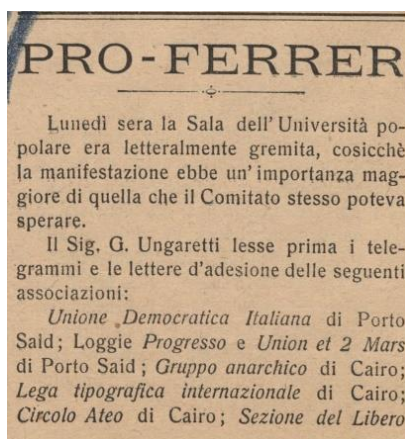 PRO-FERRER
Lunedì sera la Sala dell'Università po-
polare era letteralmente gremita, cosicchè
la manifestazione ebbe un'importanza mag-
giore di quella che il Comitato stesso poteva
sperare.
Il Sig. G. Ungaretti lesse prima i tele-
grammi e le lettere d'adesione delle seguenti
associazioni:
Unione Democratica Italiana di Porto
Said; Loggie Progresso e Union et 2 Mars
di Porto Said; Gruppo anarchico di Cairo;
Lega tipografica internazionale di Cairo;
Circolo Ateo di Cairo; Sezione del Libero